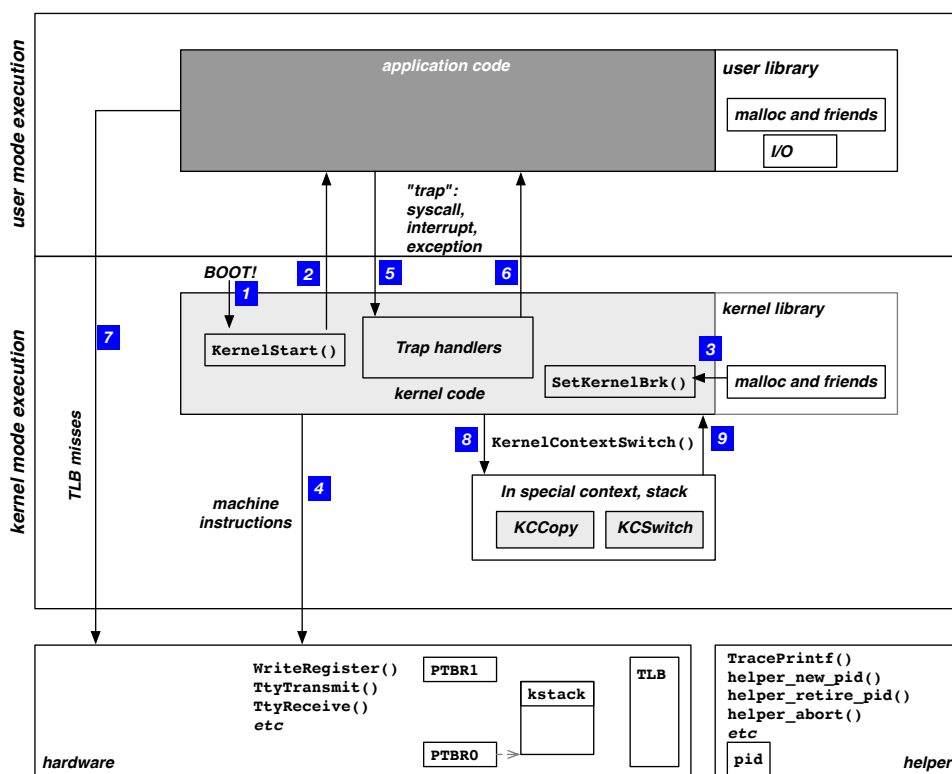 user mode execution
application code
user library
malloc and friends
I/O
"trap":
syscall,
interrupt,
exception
2
5
6
kernel mode execution
BOOT!
1
7
KernelStart()
Trap handlers
kernel code
kernel library
3
SetKernelBrk()
malloc and friends
TLB misses
4
machine
instructions
8
KernelContextSwitch()
9
In special context, stack
KCCopy
KCSwitch
WriteRegister()
TtyTransmit()
TtyReceive()
etc
PTBR1
kstack
TLB
PTBR0
hardware
TracePrintf()
helper_new_pid()
helper_retire_pid()
helper_abort()
etc
pid
helper